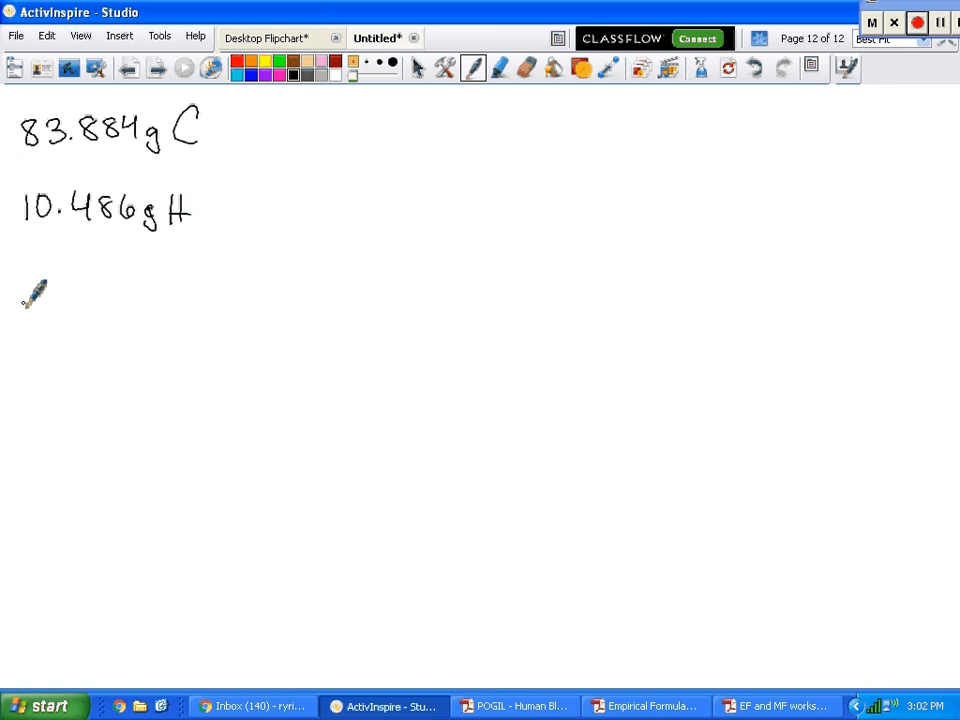 ActivInspire - Studio
File Edit View Insert Tools Help
Desktop Flipchart* Untitled* CLASSFLOW Connect Page 12 of 12 Best Fit
M
83.884g C
10.486g H
start Inbox (140) - ryri... ActivInspire - Stu... POGIL - Human Bl... Empirical Formula... EF and MF works... 3:02 PM